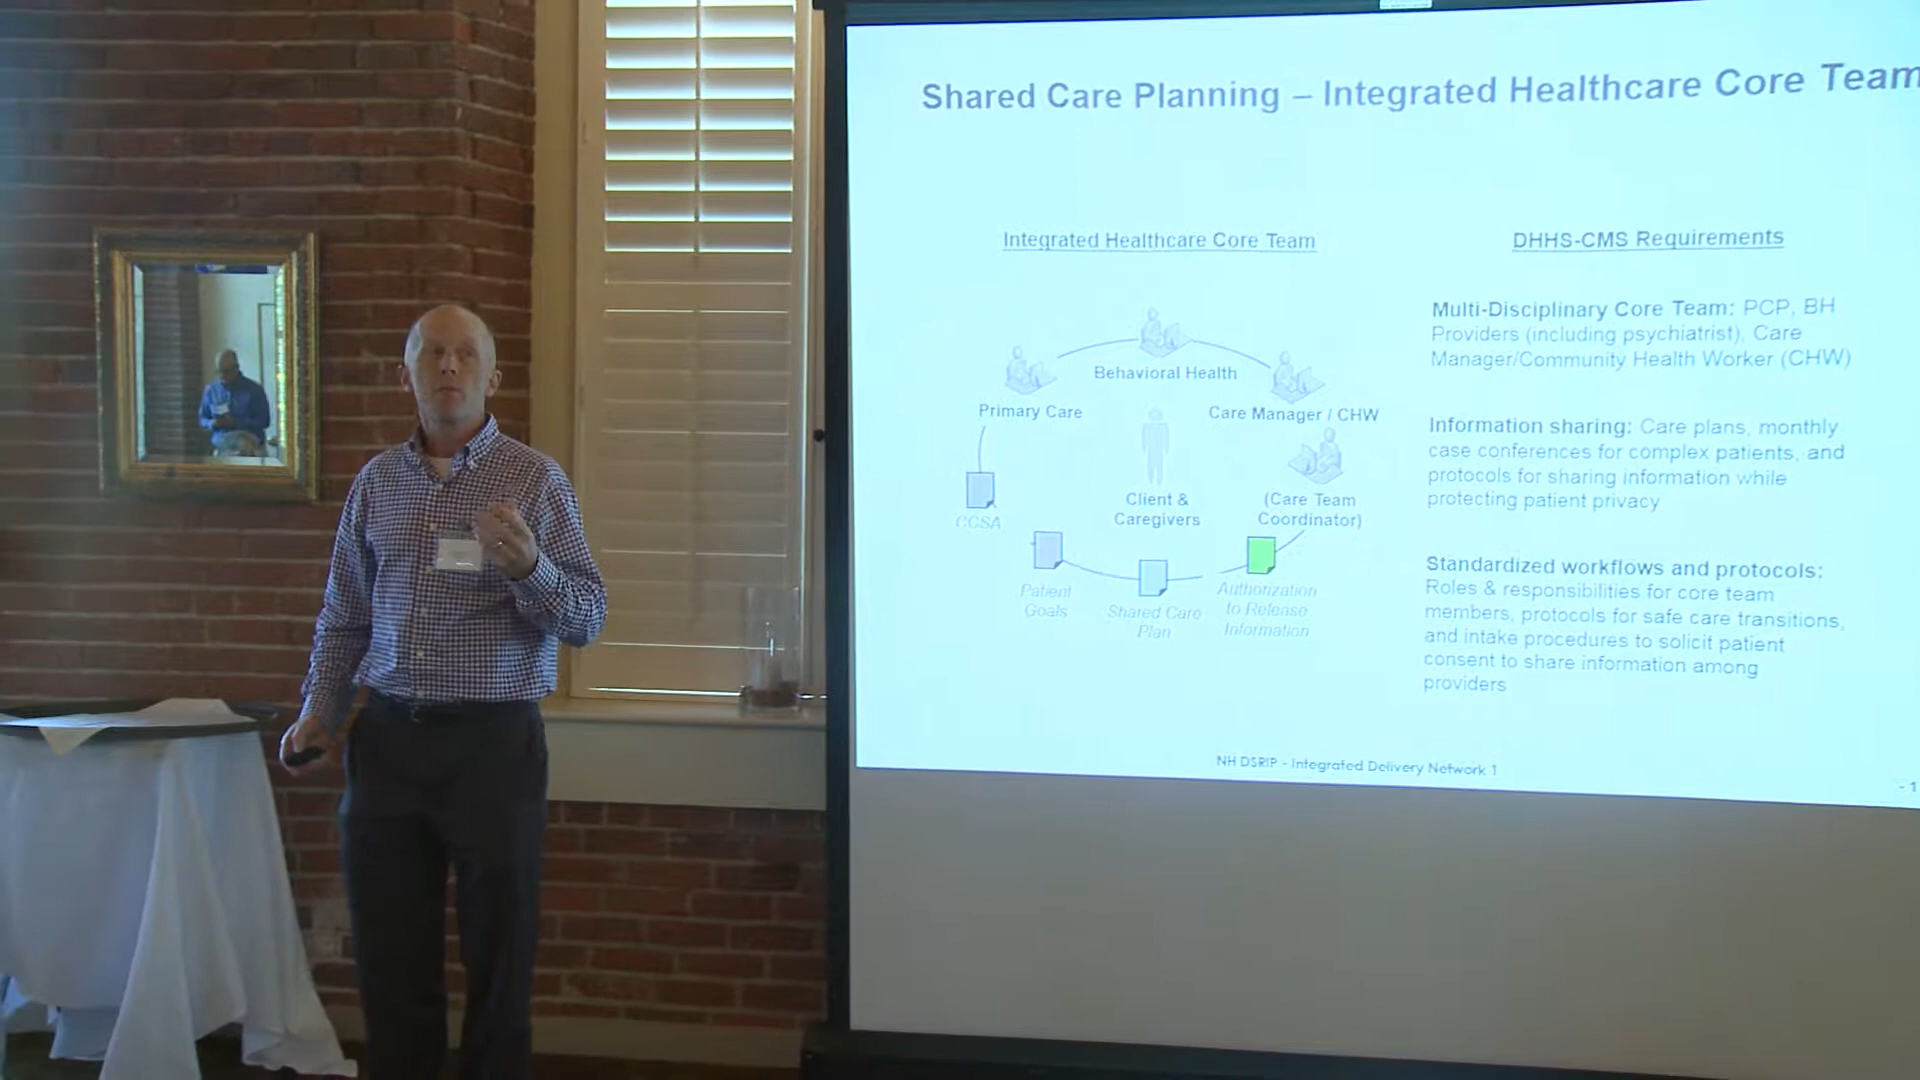 Shared Care Planning – Integrated Healthcare Core Team
Integrated Healthcare Core Team
Behavioral Health
Primary Care
Care Manager / CHW
CCSA
Client &
Caregivers
(Care Team
Coordinator)
Patient
Goals
Shared Care
Plan
Authorization
to Release
Information
DHHS-CMS Requirements
Multi-Disciplinary Core Team: PCP, BH
Providers (including psychiatrist), Care
Manager/Community Health Worker (CHW)
Information sharing: Care plans, monthly
case conferences for complex patients, and
protocols for sharing information while
protecting patient privacy
Standardized workflows and protocols:
Roles & responsibilities for core team
members, protocols for safe care transitions,
and intake procedures to solicit patient
consent to share information among
providers
NH DSRIP - Integrated Delivery Network 1
- 1